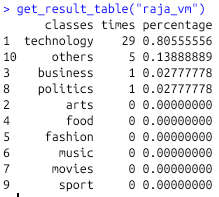 > get_result_table("raja_vm")
classes times percentage
1 technology 29 0.80555556
10 others 5 0.13888889
3 business 1 0.02777778
8 politics 1 0.02777778
2 arts 0 0.00000000
4 food 0 0.00000000
5 fashion 0 0.00000000
6 music 0 0.00000000
7 movies 0 0.00000000
9 sport 0 0.00000000